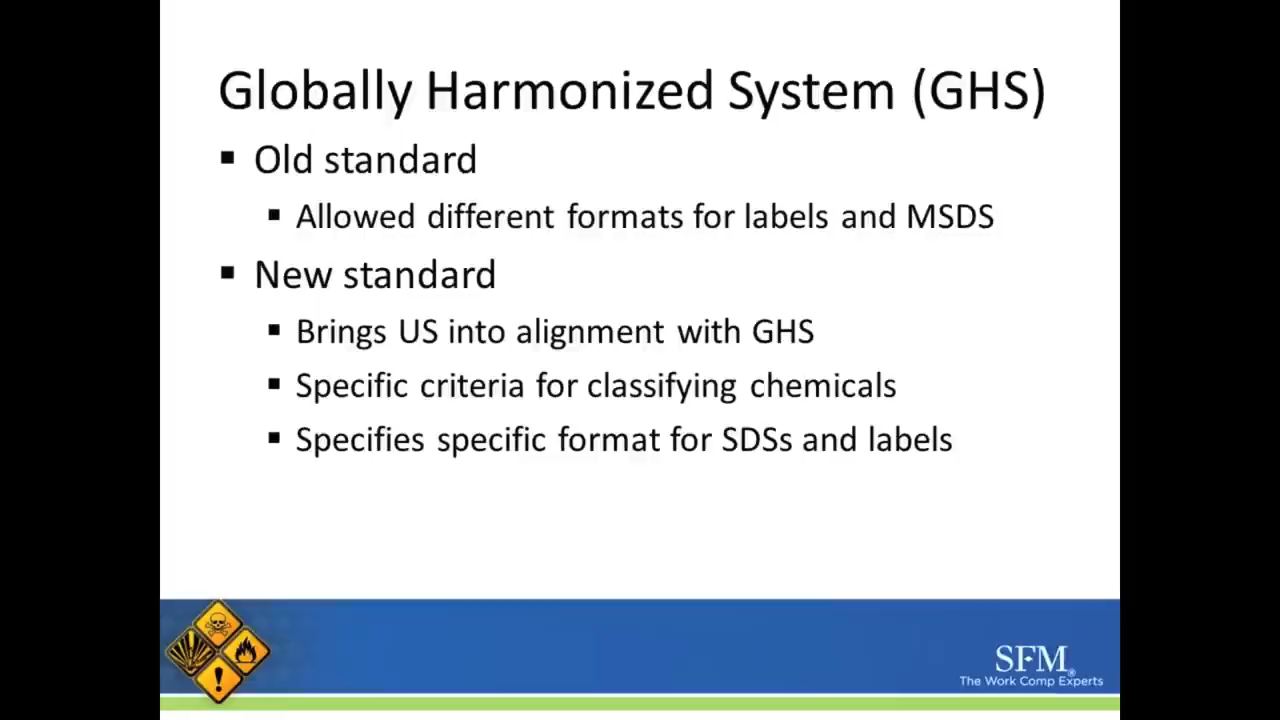 Globally Harmonized System (GHS)
▪ Old standard
▪ Allowed different formats for labels and MSDS
▪ New standard
▪ Brings US into alignment with GHS
▪ Specific criteria for classifying chemicals
▪ Specifies specific format for SDSs and labels
SFM®
The Work Comp Experts